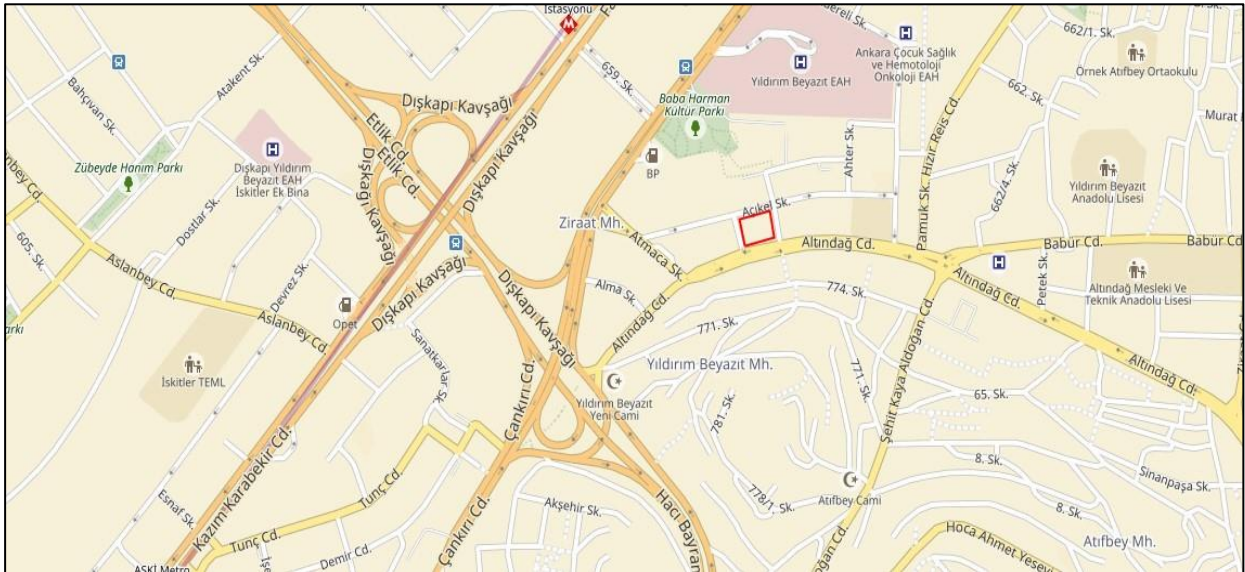 İstasyonu
662/1. Sk.
Ankara Çocuk Sağlık
ve Hemotoloji
Onkoloji EAH
Örnek Atıfbey Ortaokulu
Yıldırım Beyazıt EAH
659. Sk.
Atakent Sk.
Bahçıvan Sk.
Dışkapı Kavşağı
Baba Harman
Kültür Parkı
662. Sk.
Murat
Etlik Cd.
Etlik Cd.
Dışkapı Kavşağı
Hızır Reis Cd.
Pamuk Sk.
Anter Sk.
Zübeyde Hanım Parkı
Dışkapı Yıldırım
Beyazıt EAH
İskitler Ek Bina
Dışkağı Kavşağı
BP
662/4. Sk.
Yıldırım Beyazıt
Anadolu Lisesi
Dostlar Sk.
Açıkel Sk.
Ziraat Mh.
Atmaca Sk.
Altındağ Cd.
Babür Cd.
Babür Cd.
605. Sk.
Aslanbey Cd.
Devrez Sk.
Dışkapı Kavşağı
Dışkapı Kavşağı
Alma Sk.
Altındağ Cd.
774. Sk.
Altındağ Cd.
Petek Sk.
Altındağ Mesleki Ve
Teknik Anadolu Lisesi
Aslanbey Cd.
Opet
771. Sk.
Sanatkarlar Sk.
Yıldırım Beyazıt Mh.
771. Sk.
Şehit Kaya Aldoğan Cd.
Altındağ Cd.
İskitler TEML
Çankırı Cd.
Yıldırım Beyazıt
Yeni Cami
781. Sk.
65. Sk.
Kazım Karabekir Cd.
8. Sk.
Sinanpaşa Sk.
Esnaf Sk.
Tunç Cd.
Tunç Cd.
Demir Cd.
Çankırı Cd.
Akşehir Sk.
Hacı Bayram
778/1. Sk.
Atıfbey Cami
8. Sk.
Hoca Ahmet Yesevi
Atıfbey Mh.
AŞKİ Metro